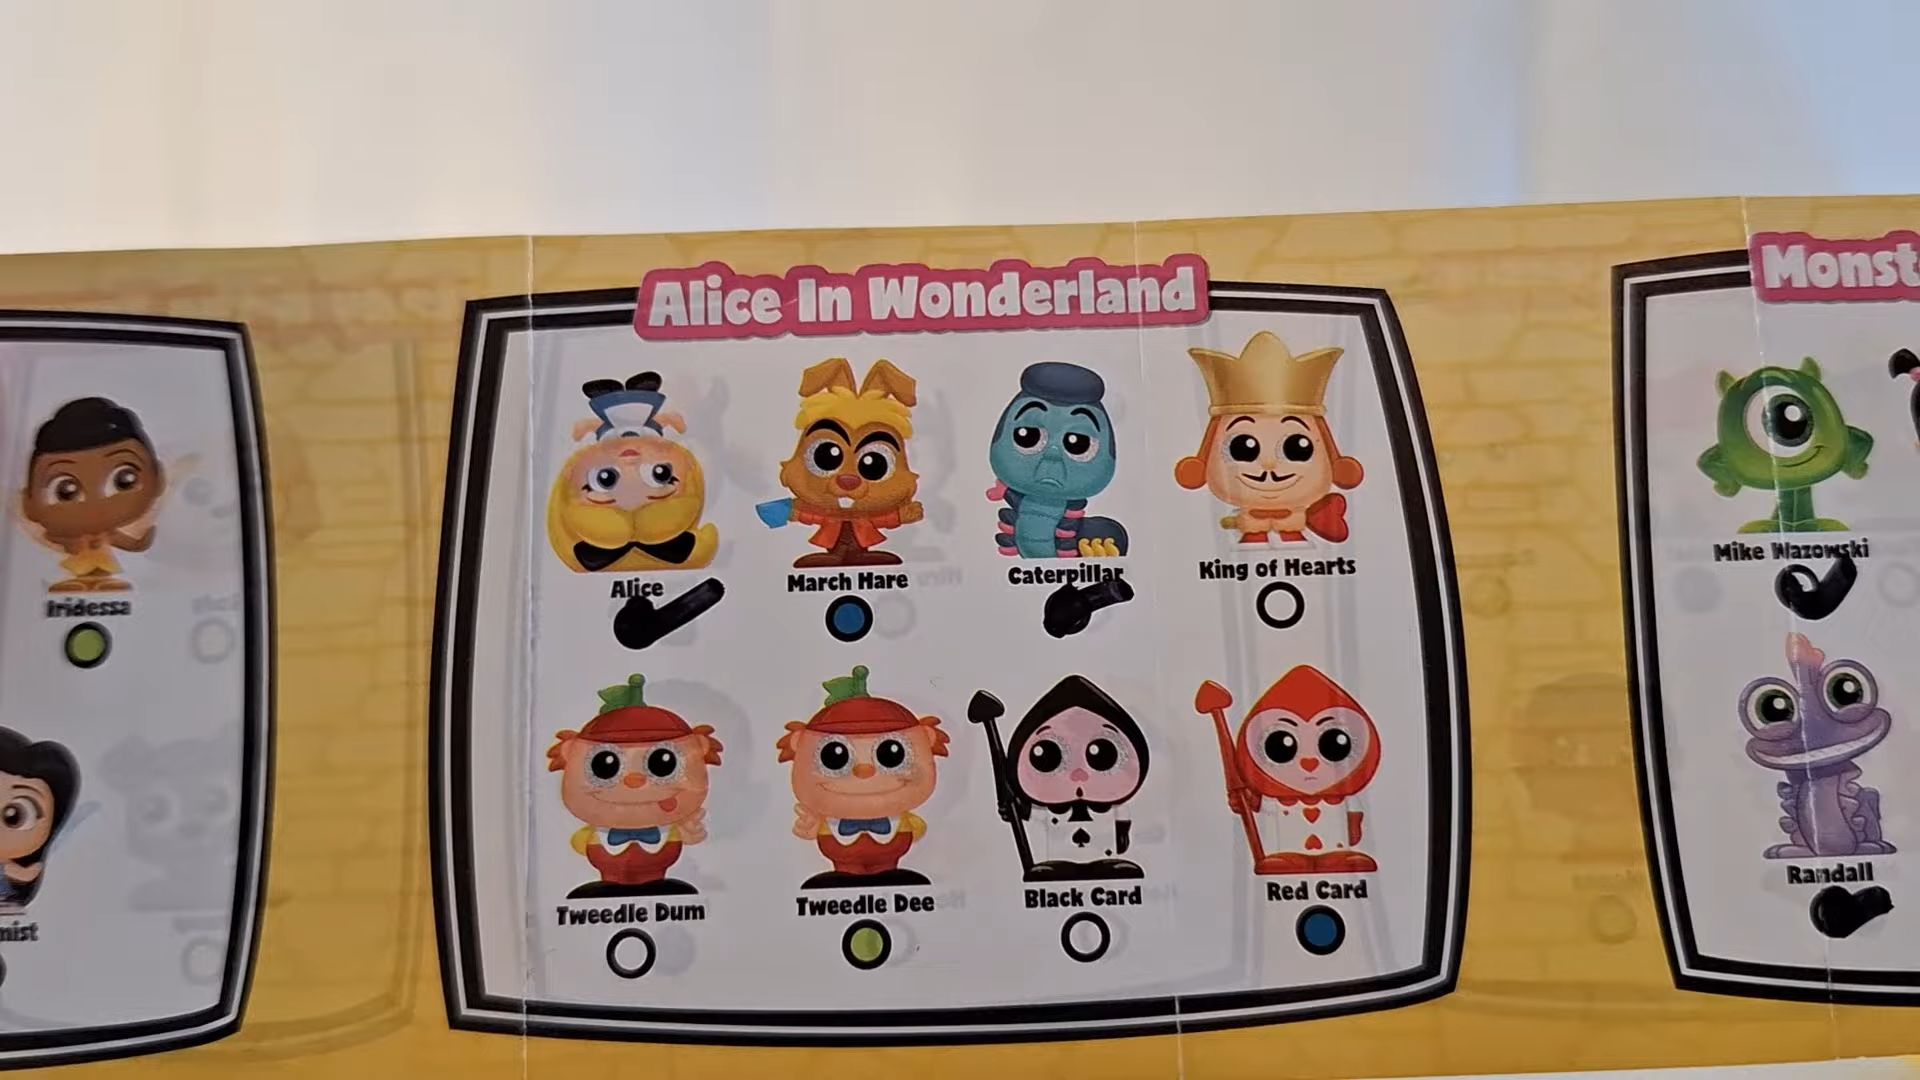 Alice In Wonderland
Monst
Alice
March Hare
Caterpillar
King of Hearts
Mike Wazowski
Iridessa
Tweedle Dum
Tweedle Dee
Black Card
Red Card
Randall
mist